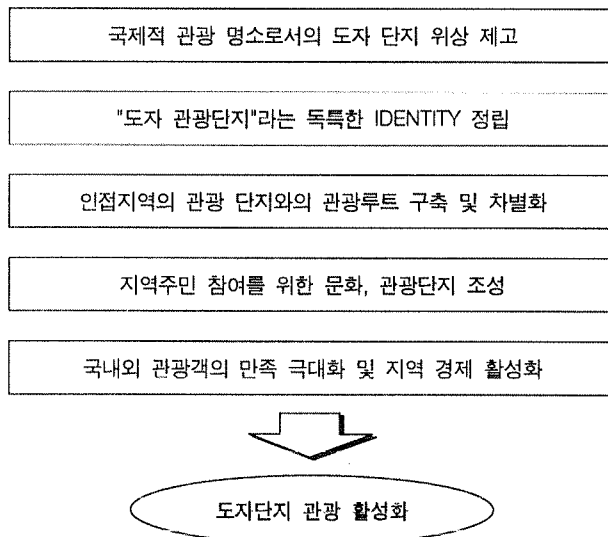 국제적 관광 명소로서의 도자 단지 위상 제고
"도자 관광단지"라는 독특한 IDENTITY 정립
인접지역의 관광 단지와의 관광루트 구축 및 차별화
지역주민 참여를 위한 문화, 관광단지 조성
국내외 관광객의 만족 극대화 및 지역 경제 활성화
도자단지 관광 활성화